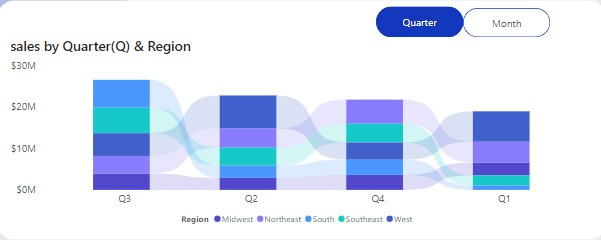 Quarter Month
sales by Quarter(Q) & Region
$30M
$20M
$10M
$0M
Q3 Q2 Q4 Q1
Region Midwest Northeast South Southeast West